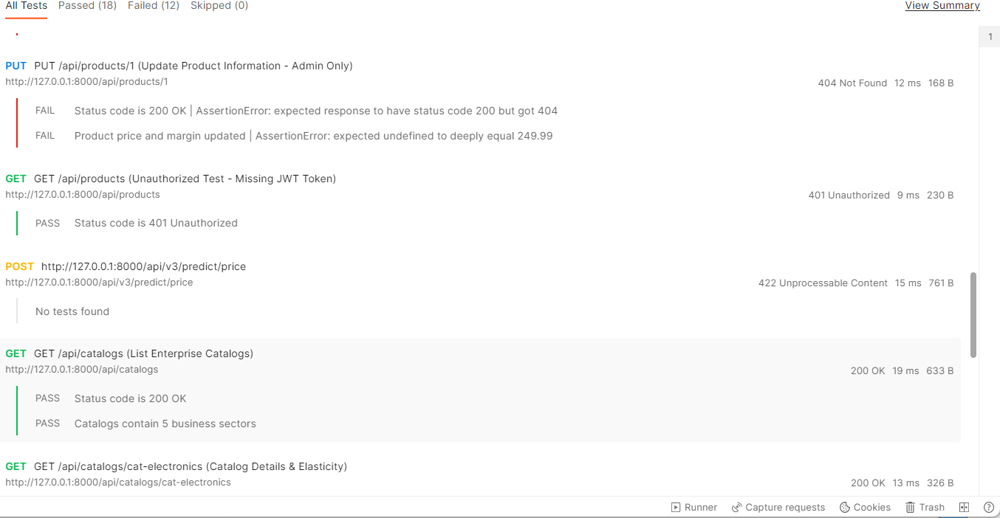 All Tests Passed (18) Failed (12) Skipped (0) View Summary
1
PUT PUT /api/products/1 (Update Product Information - Admin Only)
http://127.0.0.1:8000/api/products/1 404 Not Found 12 ms 168 B
FAIL Status code is 200 OK | AssertionError: expected response to have status code 200 but got 404
FAIL Product price and margin updated | AssertionError: expected undefined to deeply equal 249.99
GET GET /api/products (Unauthorized Test - Missing JWT Token)
http://127.0.0.1:8000/api/products 401 Unauthorized 9 ms 230 B
PASS Status code is 401 Unauthorized
POST http://127.0.0.1:8000/api/v3/predict/price
http://127.0.0.1:8000/api/v3/predict/price 422 Unprocessable Content 15 ms 761 B
No tests found
GET GET /api/catalogs (List Enterprise Catalogs)
http://127.0.0.1:8000/api/catalogs 200 OK 19 ms 633 B
PASS Status code is 200 OK
PASS Catalogs contain 5 business sectors
GET GET /api/catalogs/cat-electronics (Catalog Details & Elasticity)
http://127.0.0.1:8000/api/catalogs/cat-electronics 200 OK 13 ms 326 B
Runner Capture requests Cookies Trash